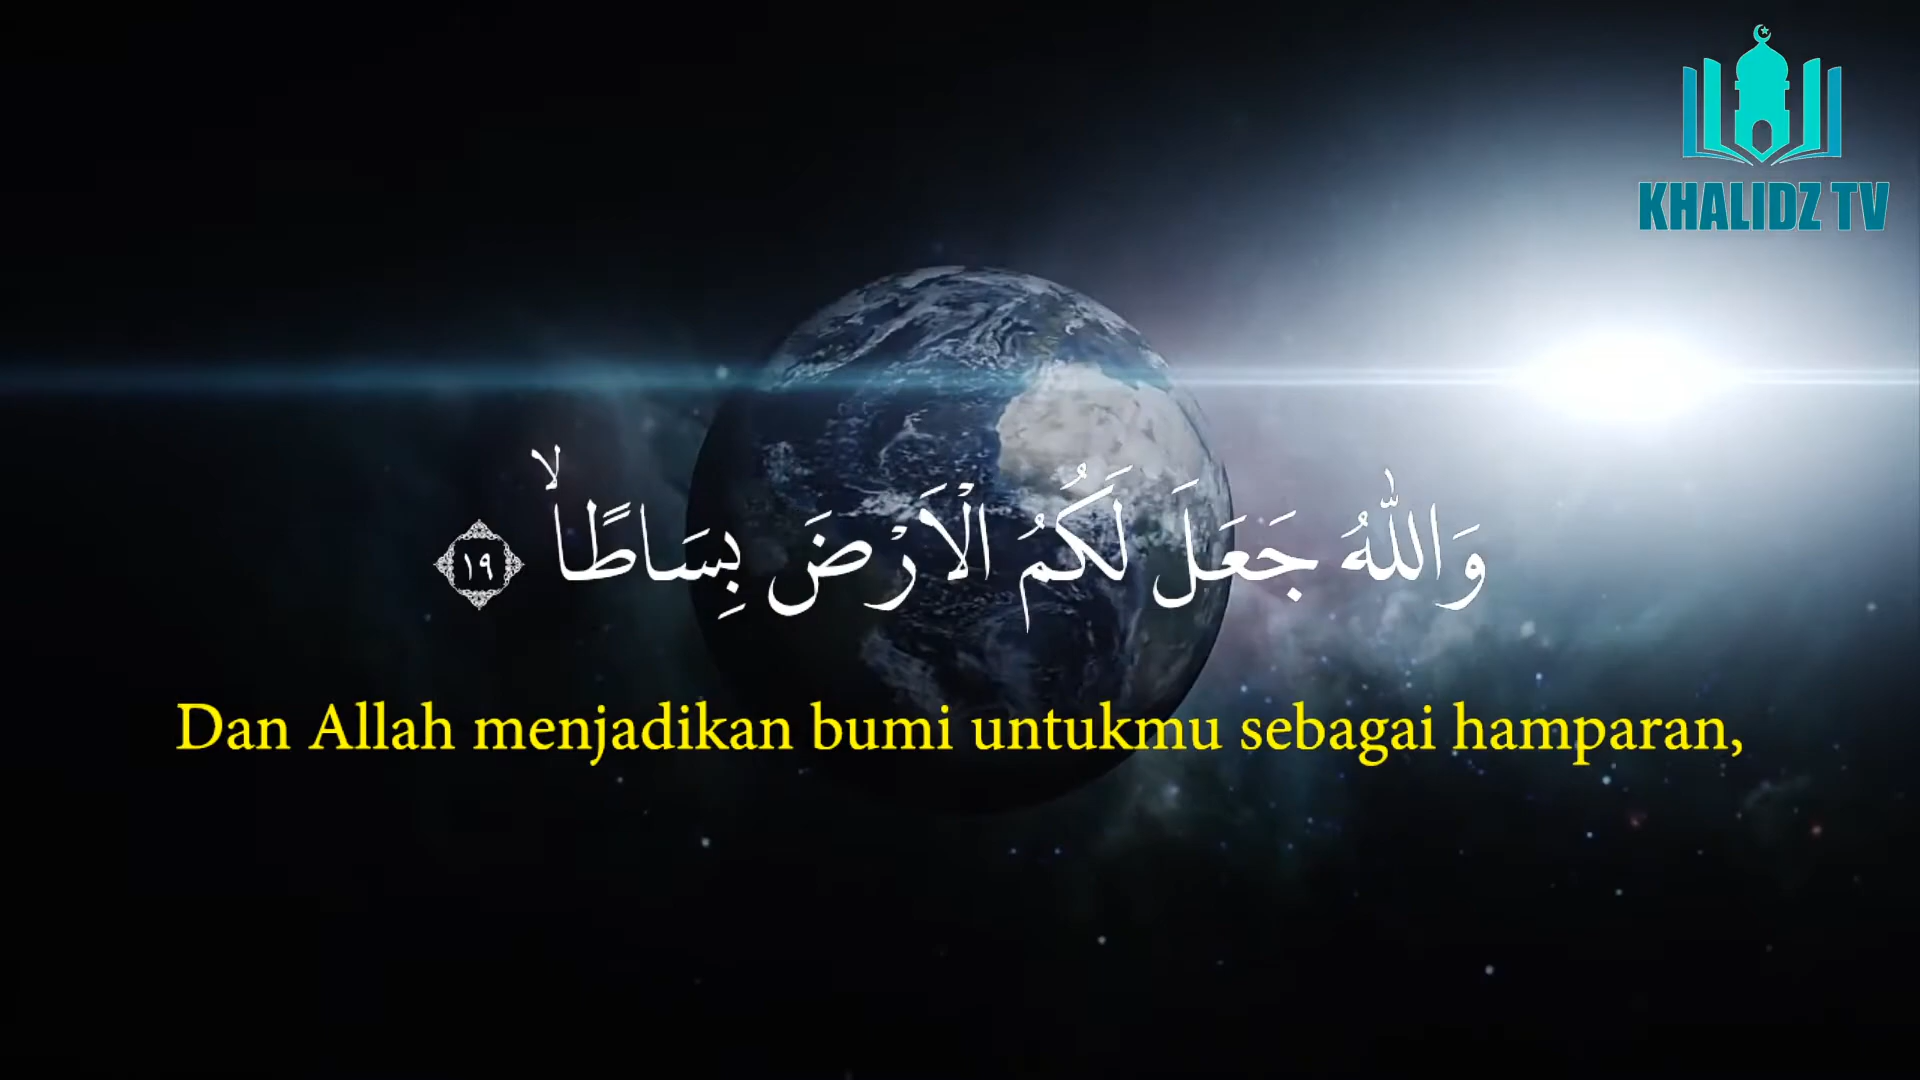 KHALIDZ TV
وَاللّٰهُ جَعَلَ لَكُمُ الْاَرْضَ بِسَاطًاۙ ١٩
Dan Allah menjadikan bumi untukmu sebagai hamparan,